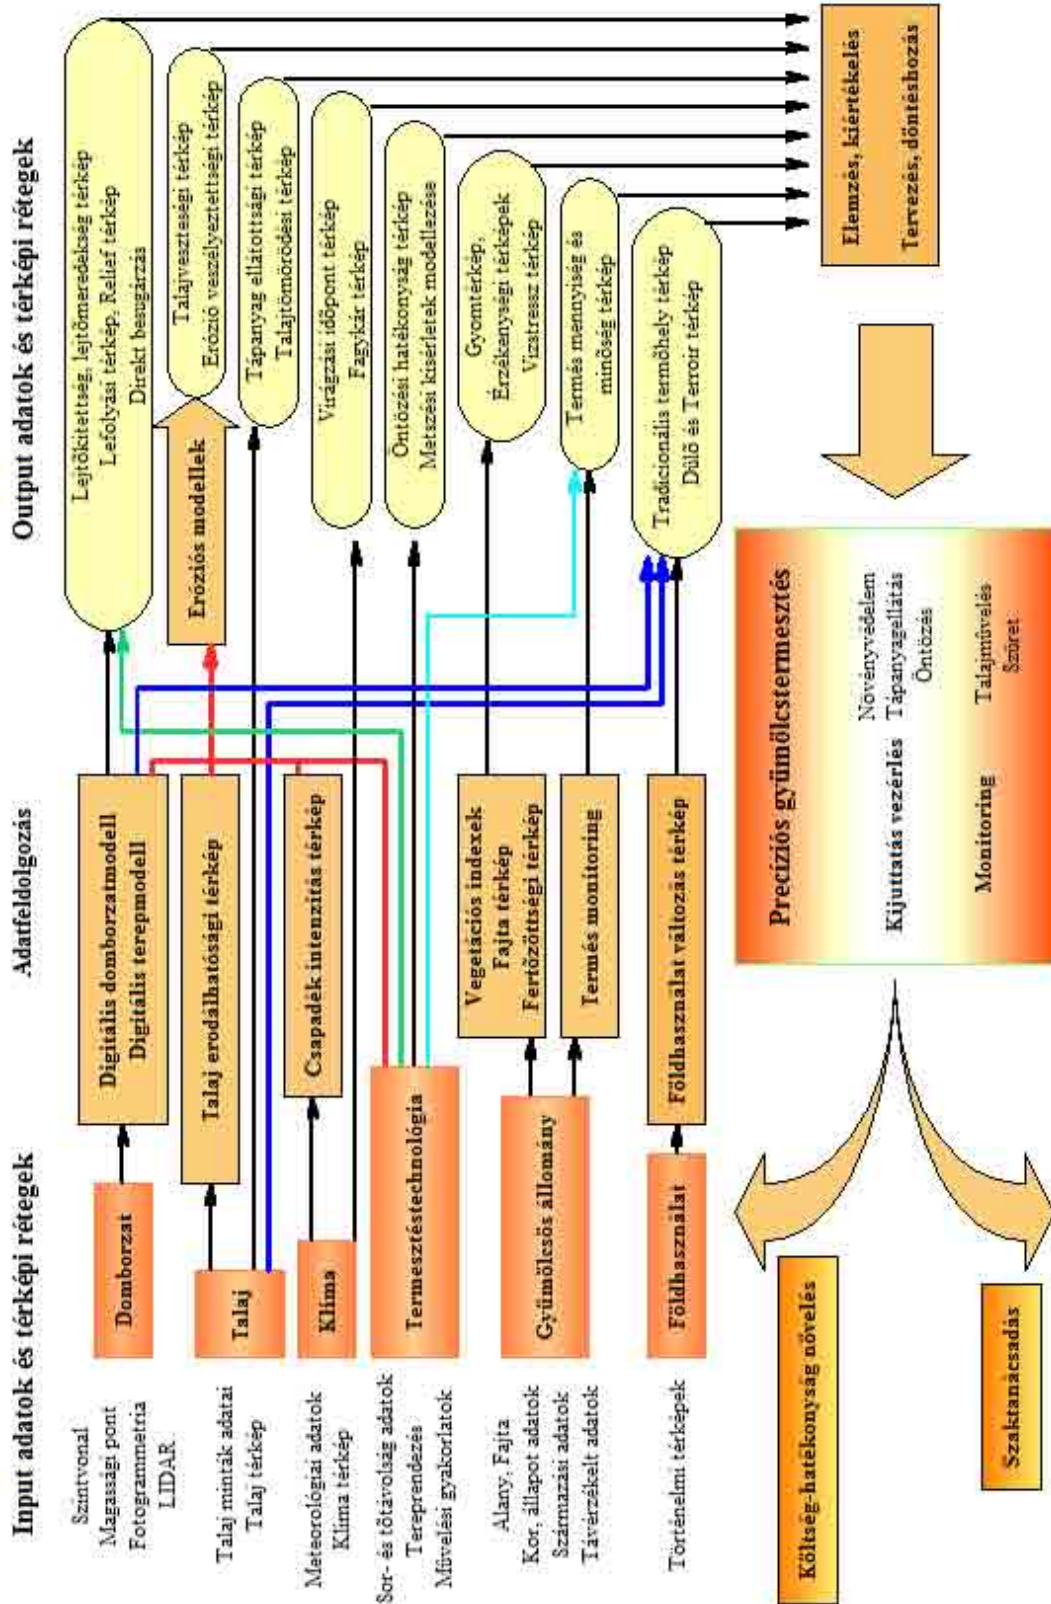 Input adatok és térképi rétegek
Adatfeldolgozás
Output adatok és térképi rétegek
Szintvonal
Magassági pont
Fotogrammetria
LIDAR
Domborzat
Digitális domborzatmodell
Digitális terepmodell
Lejtőkitettség, lejtőmeredekség térkép
Lefolyási térkép, Relief térkép
Direkt besugárzás
Talaj minták adatai
Talaj térkép
Talaj
Talaj erodálhatósági térkép
Eróziós modellek
Talajveszteségi térkép
Erózió veszélyeztettségi térkép
Tápanyag ellátottsági térkép
Talajtömörödési térkép
Meteorológiai adatok
Klíma térkép
Klíma
Csapadék intenzitás térkép
Virágzási időpont térkép
Fagykár térkép
Sor- és tőtávolság adatok
Tereprendezés
Művelési gyakorlatok
Termesztéstechnológia
Öntözési hatékonyság térkép
Metszési kísérletek modellezése
Alany, Fajta
Kor, állapot adatok
Származási adatok
Távérzékelt adatok
Gyümölcsös állomány
Vegetációs indexek
Fajta térkép
Fertőzöttségi térkép
Gyomtérkép,
Érzékenységi térképek
Vízstressz térkép
Termés monitoring
Termés mennyiség és
minőség térkép
Történelmi térképek
Földhasználat
Földhasználat változás térkép
Tradicionális termőhely térkép
Dűlő és Terroir térkép
Elemzés, kiértékelés
Tervezés, döntéshozás
Precíziós gyümölcstermesztés
Kijuttatás vezérlés
Növényvédelem
Tápanyagellátás
Öntözés
Monitoring
Talajművelés
Szüret
Költség-hatékonyság növelés
Szaktanácsadás